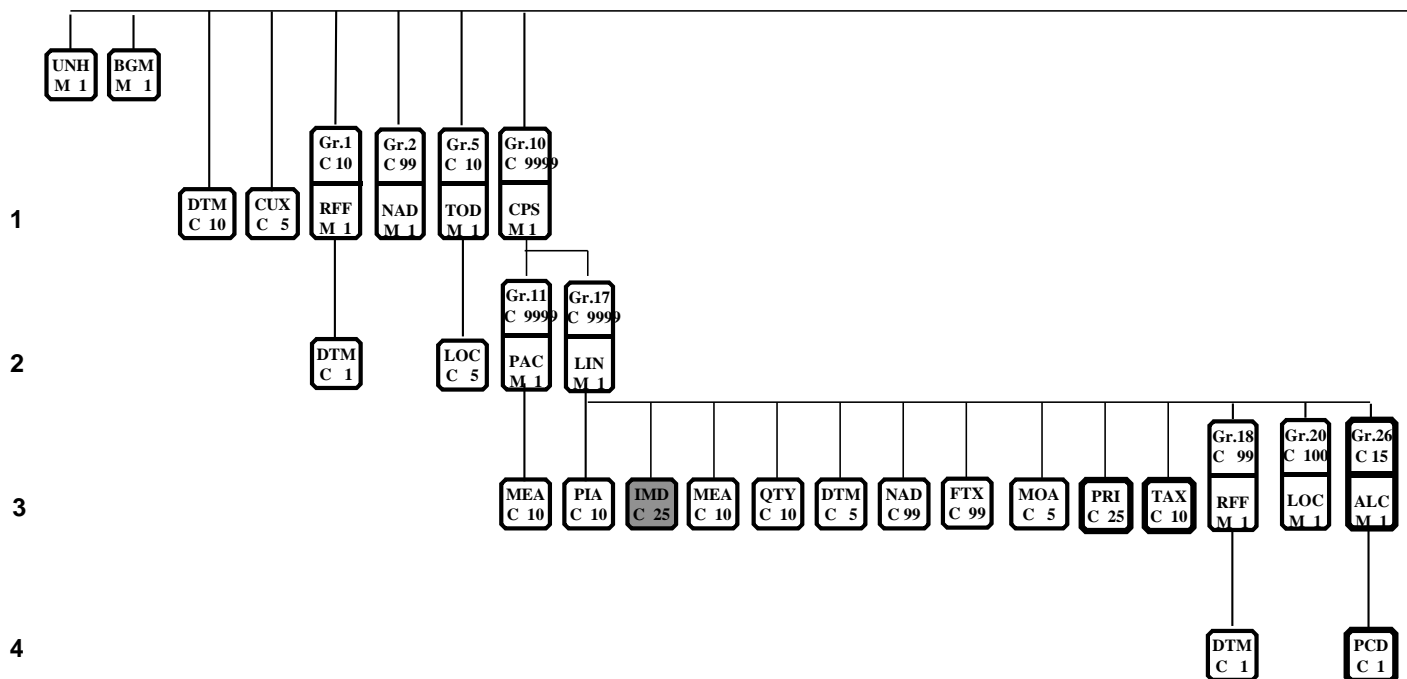 UNH
M 1
BGM
M 1
Gr.1
C 10
Gr.2
C 99
Gr.5
C 10
Gr.10
C 9999
1
DTM
C 10
CUX
C 5
RFF
M 1
NAD
M 1
TOD
M 1
CPS
M 1
Gr.11
C 9999
Gr.17
C 9999
2
DTM
C 1
LOC
C 5
PAC
M 1
LIN
M 1
Gr.18
C 99
Gr.20
C 100
Gr.26
C 15
3
MEA
C 10
PIA
C 10
IMD
C 25
MEA
C 10
QTY
C 10
DTM
C 5
NAD
C 99
FTX
C 99
MOA
C 5
PRI
C 25
TAX
C 10
RFF
M 1
LOC
M 1
ALC
M 1
4
DTM
C 1
PCD
C 1